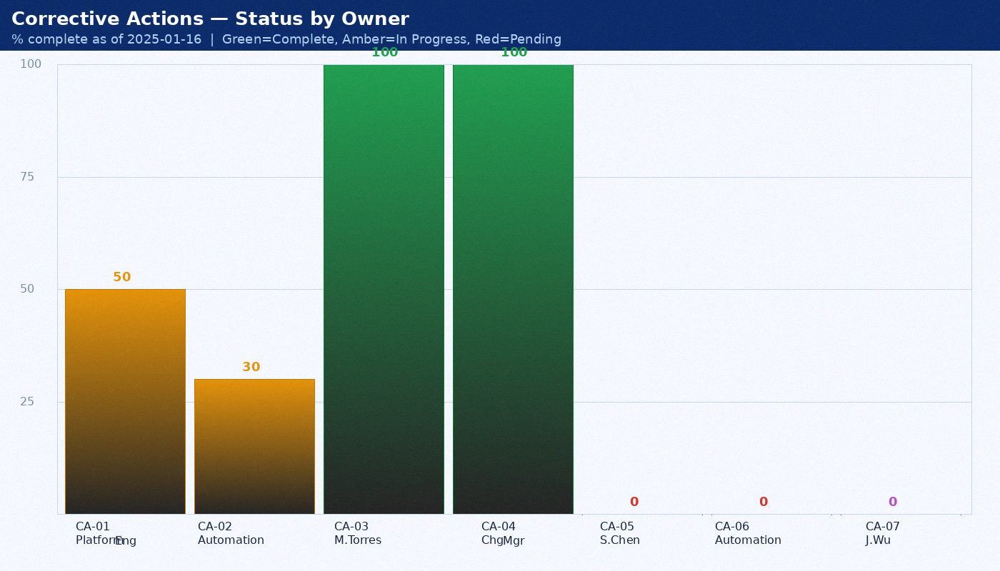 Corrective Actions — Status by Owner
% complete as of 2025-01-16 | Green=Complete, Amber=In Progress, Red=Pending
100 100
100
75
50
50
30
25
0 0 0
CA-01 CA-02 CA-03 CA-04 CA-05 CA-06 CA-07
Platform Eng Automation M.Torres ChgMgr S.Chen Automation J.Wu